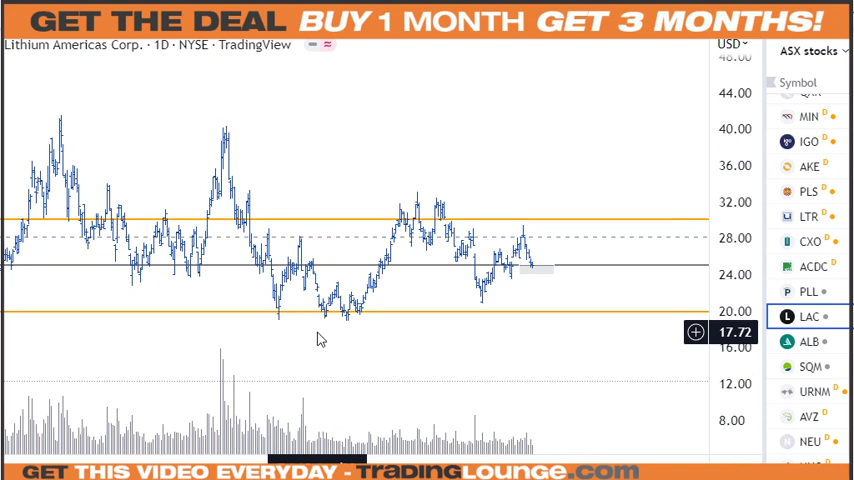 GET THE DEAL BUY 1 MONTH GET 3 MONTHS!
Lithium Americas Corp. · 1D · NYSE · TradingView
USD
ASX stocks
48.00
Symbol
44.00
MIN D
40.00
IGO D
36.00
AKE D
PLS D
32.00
LTR D
28.00
CXO D
ACDC D
24.00
P PLL
20.00
L LAC
17.72
ALB
16.00
SQM
12.00
URNM D
8.00
AVZ D
NEU D
GET THIS VIDEO EVERYDAY - TradingLounge.com